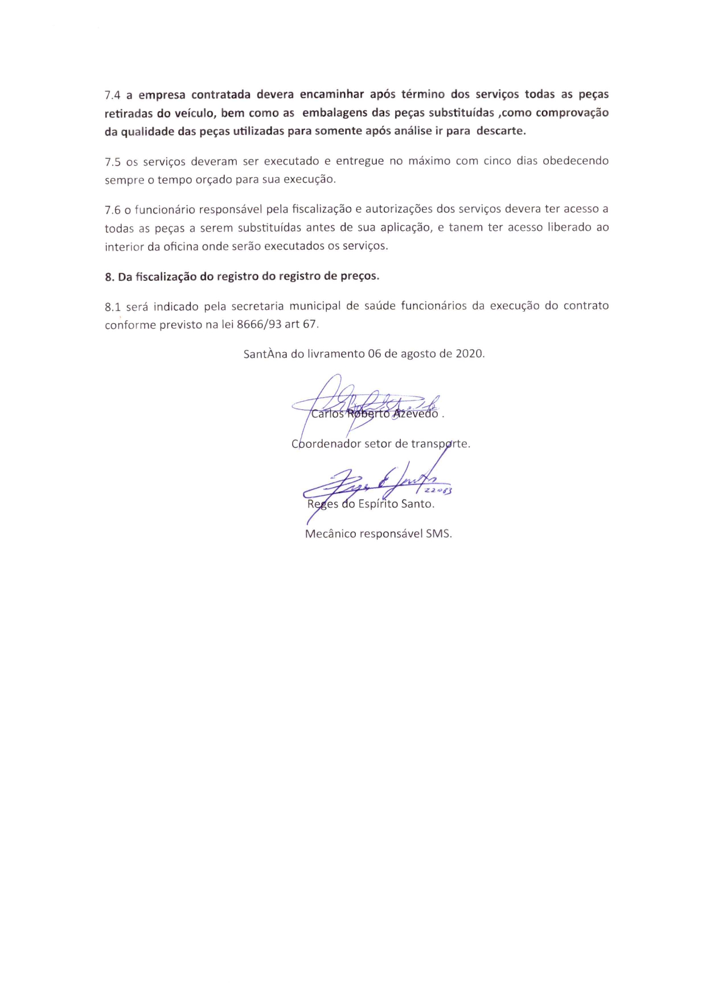 7.4 a empresa contratada devera encaminhar após término dos serviços todas as peças
retiradas do veículo, bem como as embalagens das peças substituídas ,como comprovação
da qualidade das peças utilizadas para somente após análise ir para descarte.
7.5 os serviços deveram ser executado e entregue no máximo com cinco dias obedecendo
sempre o tempo orçado para sua execução.
7.6 o funcionário responsável pela fiscalização e autorizações dos serviços devera ter acesso a
todas as peças a serem substituídas antes de sua aplicação, e tanem ter acesso liberado ao
interior da oficina onde serão executados os serviços.
8. Da fiscalização do registro do registro de preços.
8.1 será indicado pela secretaria municipal de saúde funcionários da execução do contrato
conforme previsto na lei 8666/93 art 67.
SantÀna do livramento 06 de agosto de 2020.
Carlos Roberto Azevedo .
Coordenador setor de transporte.
Reges do Espírito Santo.
Mecânico responsável SMS.